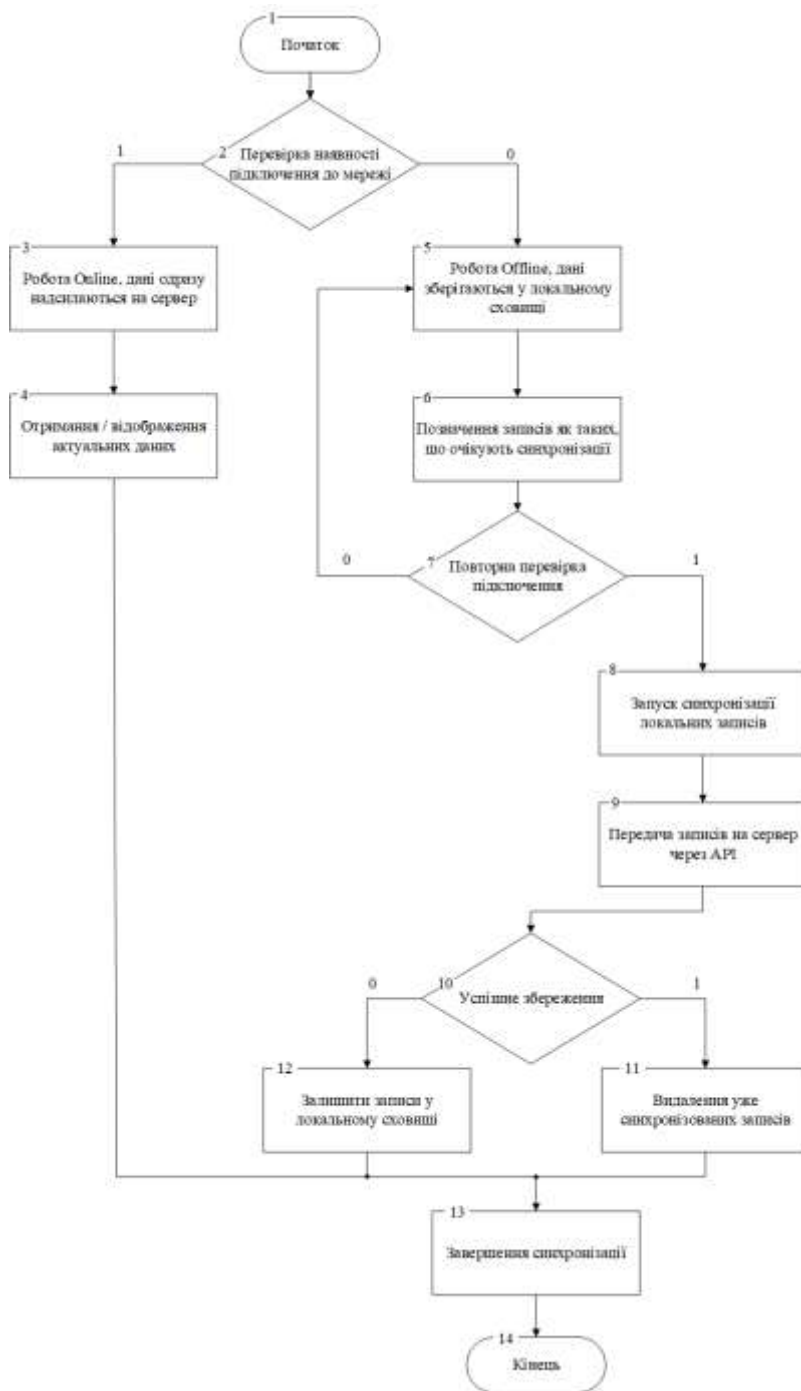 1
Початок
2
Перевірка наявності
підключення до мережі
1
0
3
Робота Online, дані одразу
надсилаються на сервер
5
Робота Offline, дані
зберігаються у локальному
сховищі
4
Отримання / відображення
актуальних даних
6
Позначення записів як таких,
що очікують синхронізації
7
Повторна перевірка
підключення
0
1
8
Запуск синхронізації
локальних записів
9
Передача записів на сервер
через API
10
Успішне збереження
0
1
12
Залишити записи у
локальному сховищі
11
Видалення уже
синхронізованих записів
13
Завершення синхронізації
14
Кінець